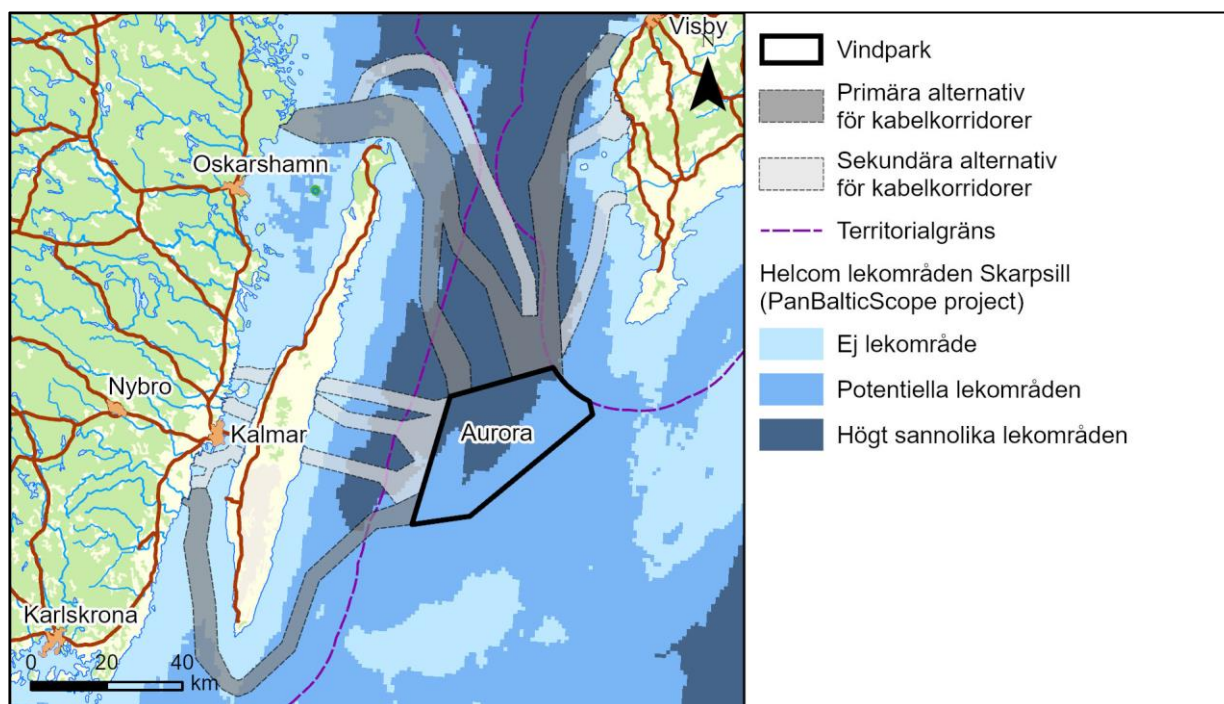 Visby
N
Oskarshamn
Nybro
Kalmar
Aurora
Karlskrona
0 20 40
km
Vindpark
Primära alternativ
för kabelkorridorer
Sekundära alternativ
för kabelkorridorer
Territorialgräns
Helcom lekområden Skarpsill
(PanBalticScope project)
Ej lekområde
Potentiella lekområden
Högt sannolika lekområden